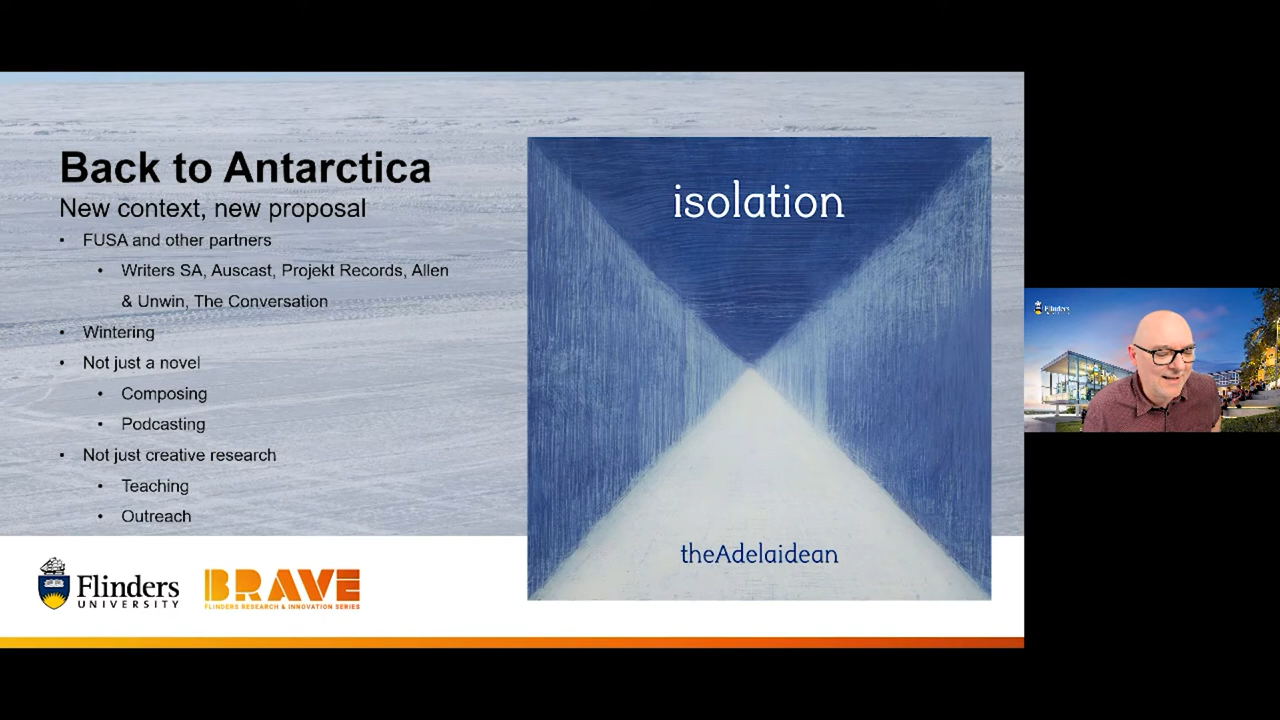 Back to Antarctica
New context, new proposal
• FUSA and other partners
• Writers SA, Auscast, Projekt Records, Allen
& Unwin, The Conversation
• Wintering
• Not just a novel
• Composing
• Podcasting
• Not just creative research
• Teaching
• Outreach
isolation
theAdelaidean
Flinders
UNIVERSITY
BRAVE
FLINDERS RESEARCH & INNOVATION SERIES
Flinders